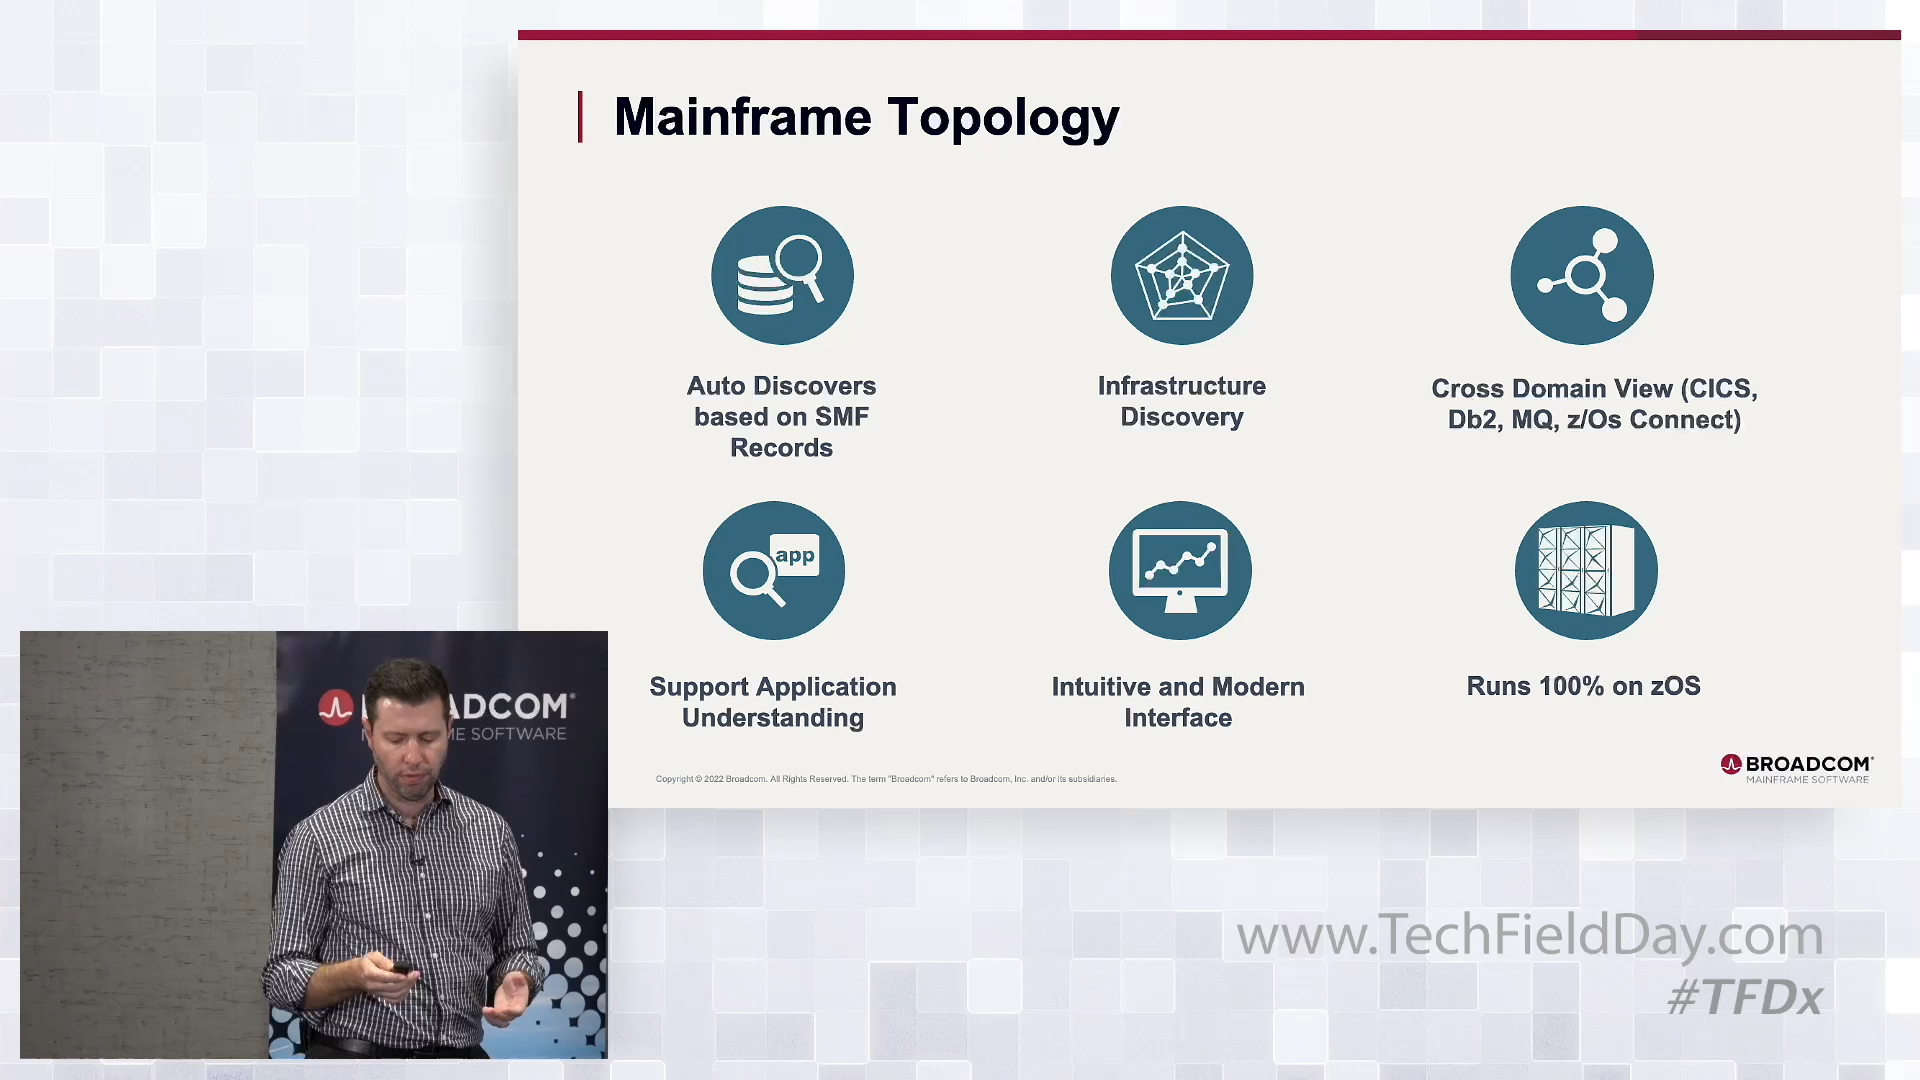 Mainframe Topology
Auto Discovers
based on SMF
Records
Infrastructure
Discovery
Cross Domain View (CICS,
Db2, MQ, z/Os Connect)
app
Support Application
Understanding
Intuitive and Modern
Interface
Runs 100% on zOS
Copyright © 2022 Broadcom. All Rights Reserved. The term "Broadcom" refers to Broadcom, Inc. and/or its subsidiaries.
BROADCOM®
MAINFRAME SOFTWARE
ADCOM®
ME SOFTWARE
www.TechFieldDay.com
#TFDx